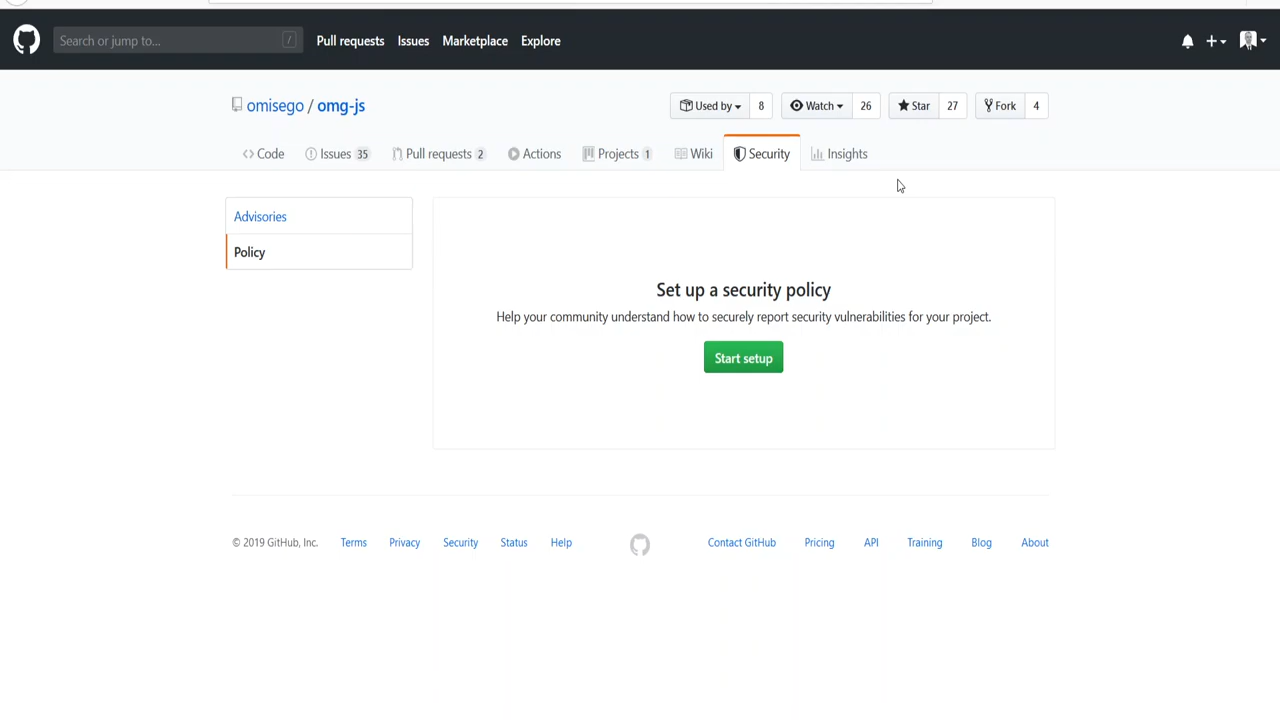 Search or jump to... /
Pull requests Issues Marketplace Explore
omisego / omg-js
Used by 8 Watch 26 Star 27 Fork 4
Code Issues 35 Pull requests 2 Actions Projects 1 Wiki Security Insights
Advisories
Policy
Set up a security policy
Help your community understand how to securely report security vulnerabilities for your project.
Start setup
© 2019 GitHub, Inc. Terms Privacy Security Status Help Contact GitHub Pricing API Training Blog About